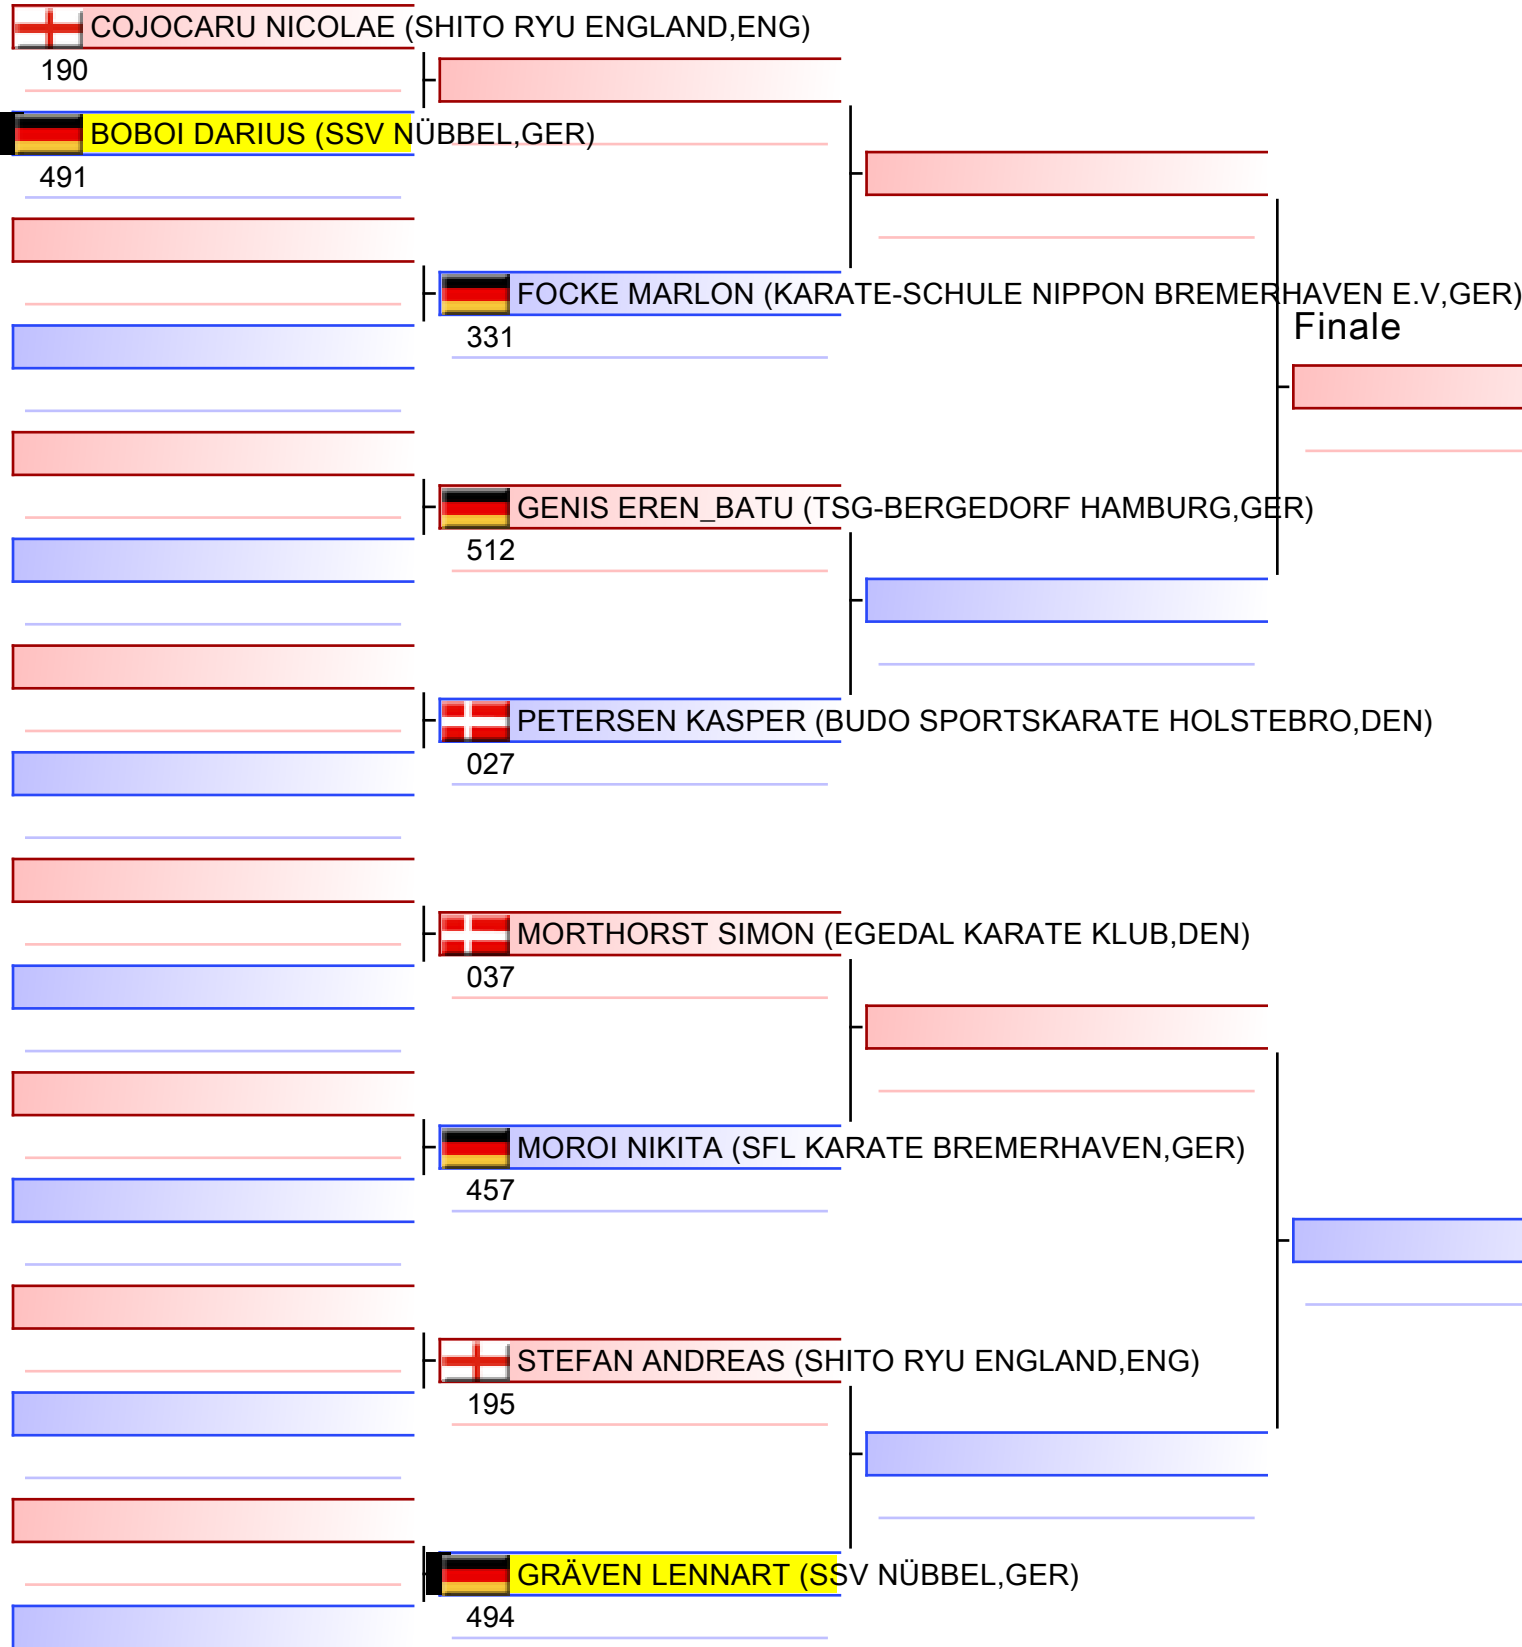 COJOCARU NICOLAE (SHITO RYU ENGLAND,ENG)
190
BOBOI DARIUS (SSV NÜBBEL,GER)
491
FOCKE MARLON (KARATE-SCHULE NIPPON BREMERHAVEN E.V,GER)
331
Finale
GENIS EREN_BATU (TSG-BERGEDORF HAMBURG,GER)
512
PETERSEN KASPER (BUDO SPORTSKARATE HOLSTEBRO,DEN)
027
MORTHORST SIMON (EGEDAL KARATE KLUB,DEN)
037
MOROI NIKITA (SFL KARATE BREMERHAVEN,GER)
457
STEFAN ANDREAS (SHITO RYU ENGLAND,ENG)
195
GRÄVEN LENNART (SSV NÜBBEL,GER)
494